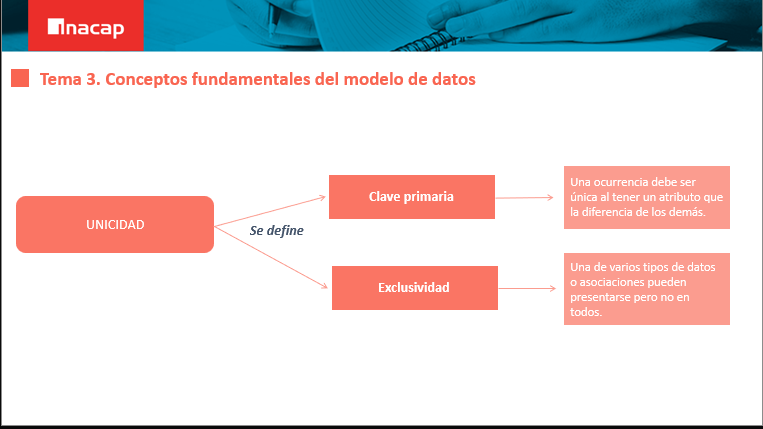 inacap
Tema 3. Conceptos fundamentales del modelo de datos
UNICIDAD
Se define
Clave primaria
Una ocurrencia debe ser
única al tener un atributo que
la diferencia de los demás.
Exclusividad
Una de varios tipos de datos
o asociaciones pueden
presentarse pero no en
todos.